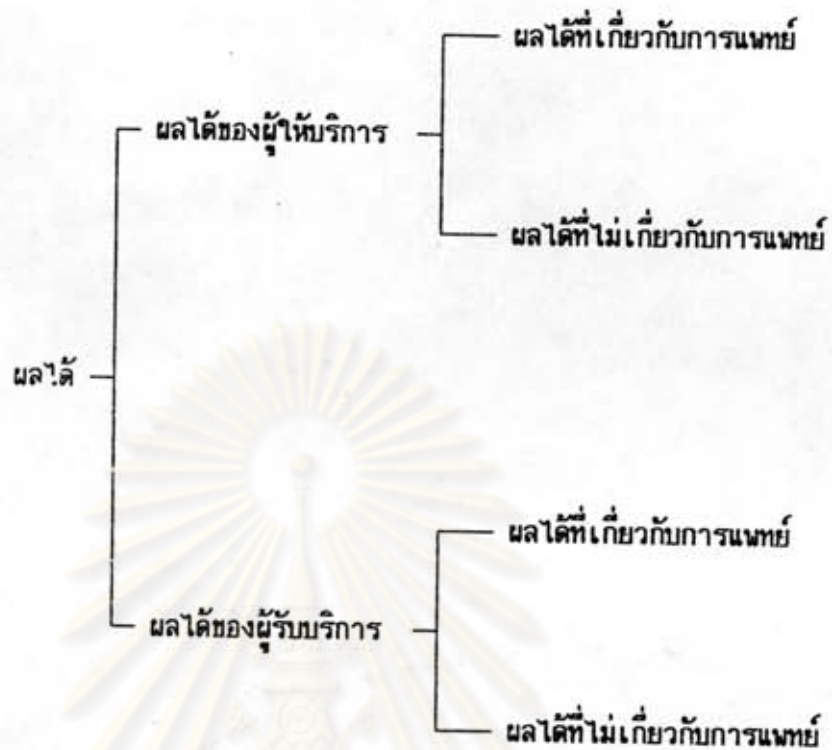 ผลได้ที่เกี่ยวกับการแพทย์
ผลได้ของผู้ให้บริการ
ผลได้ที่ไม่เกี่ยวกับการแพทย์
ผลได้
ผลได้ที่เกี่ยวกับการแพทย์
ผลได้ของผู้รับบริการ
ผลได้ที่ไม่เกี่ยวกับการแพทย์